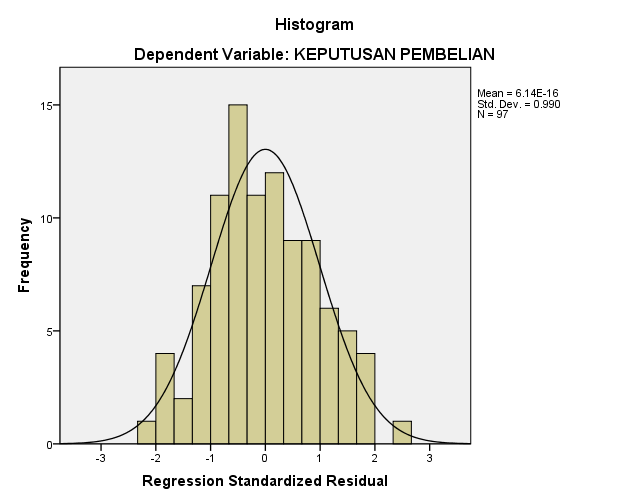 Histogram
Dependent Variable: KEPUTUSAN PEMBELIAN
Mean = 6.14E-16
Std. Dev. = 0.990
N = 97
Frequency
15
10
5
0
-3 -2 -1 0 1 2 3
Regression Standardized Residual